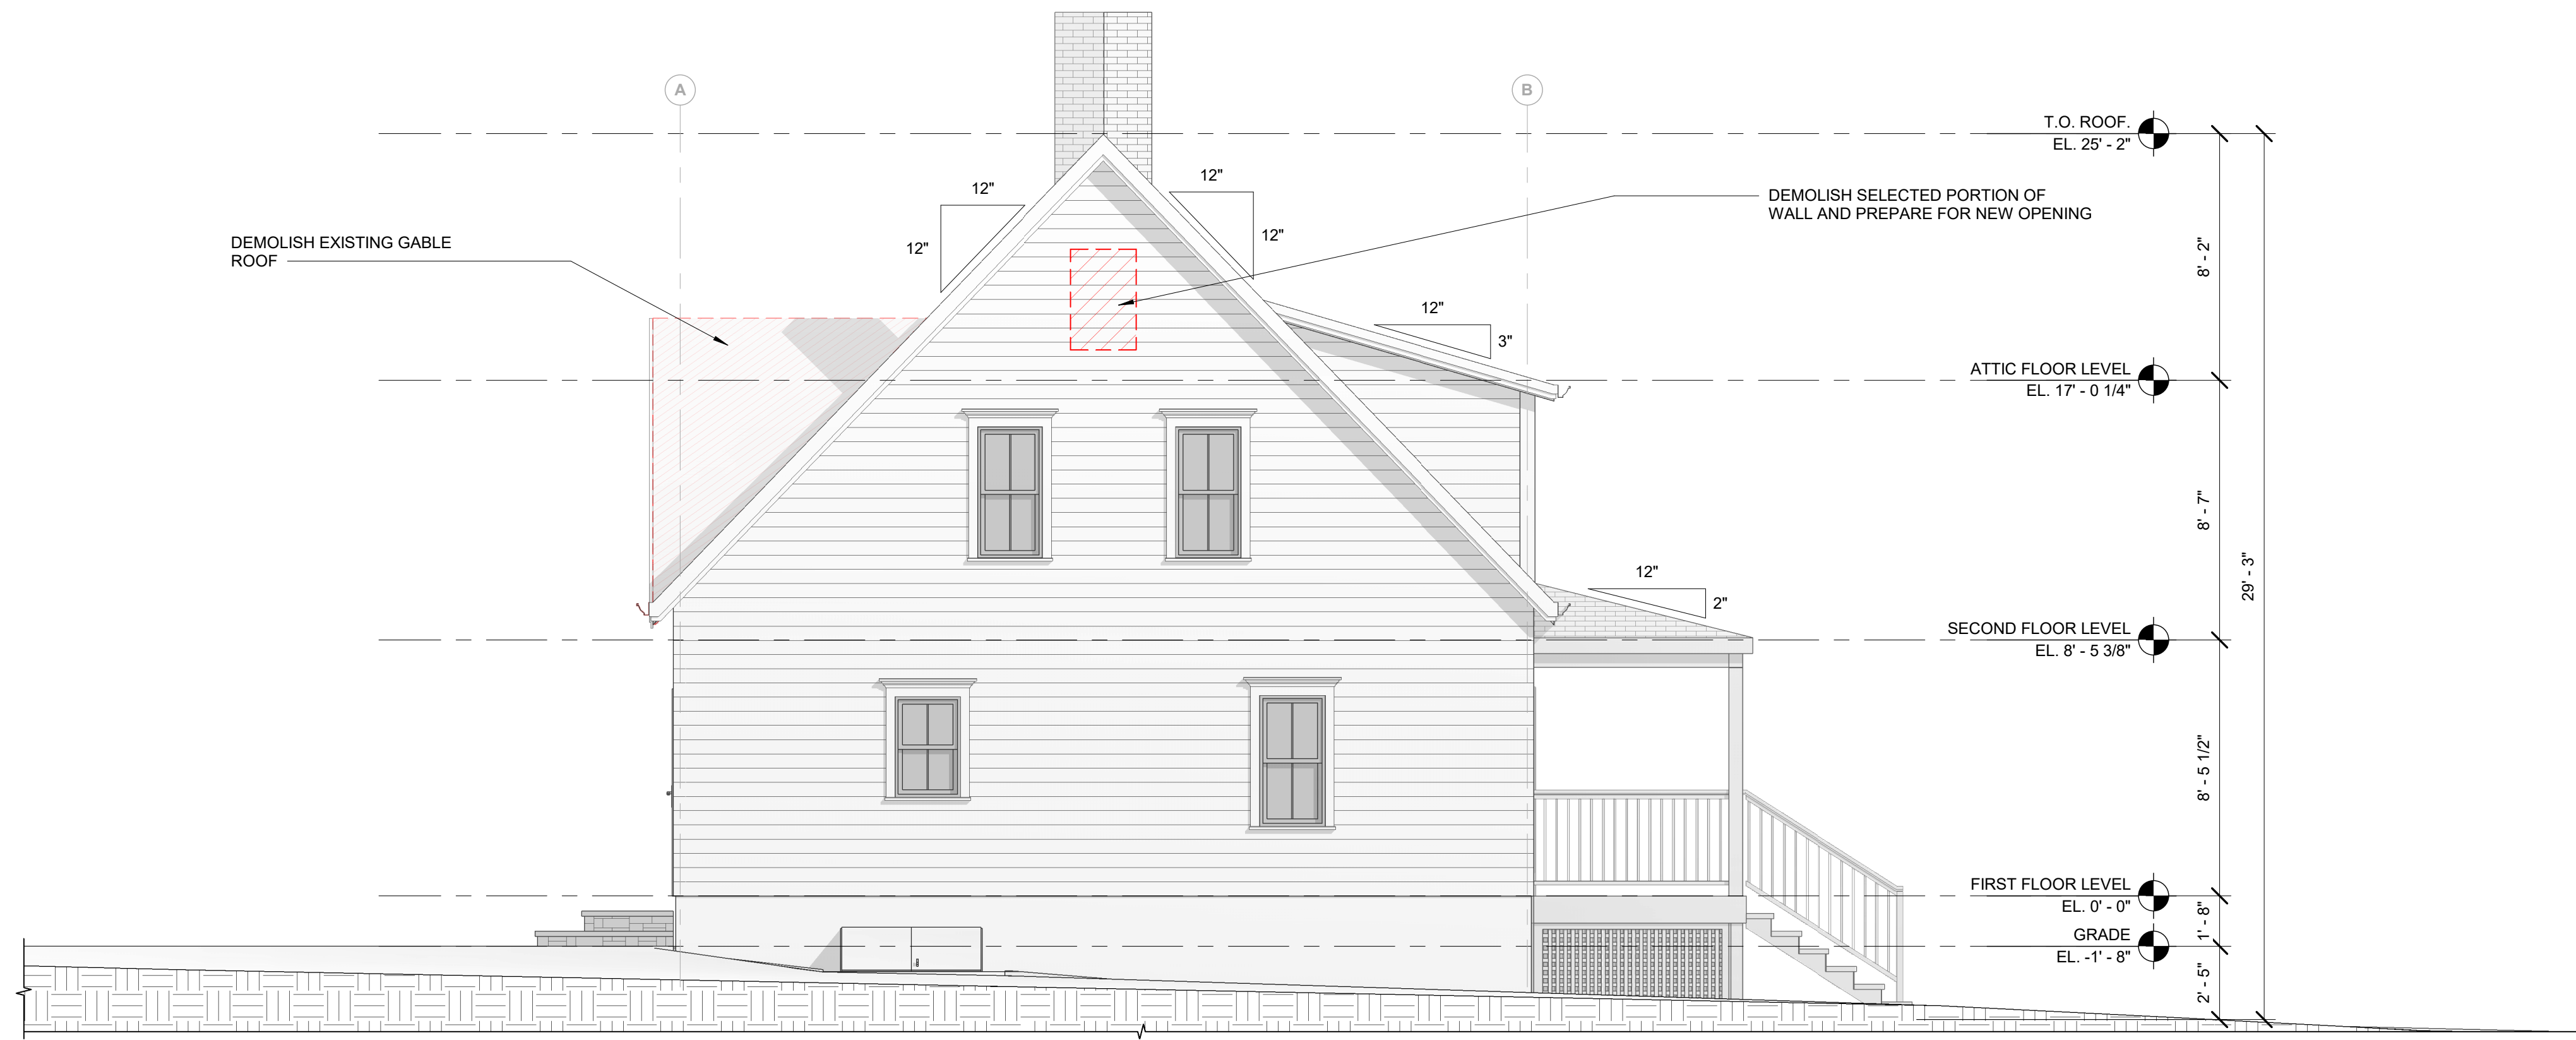 A
B
T.O. ROOF.
EL. 25' - 2"
12"
12"
12"
12"
DEMOLISH SELECTED PORTION OF
WALL AND PREPARE FOR NEW OPENING
DEMOLISH EXISTING GABLE
ROOF
8' - 2"
12"
3"
ATTIC FLOOR LEVEL
EL. 17' - 0 1/4"
8' - 7"
29' - 3"
12"
2"
SECOND FLOOR LEVEL
EL. 8' - 5 3/8"
8' - 5 1/2"
FIRST FLOOR LEVEL
EL. 0' - 0"
1' - 8"
GRADE
EL. -1' - 8"
2' - 5"